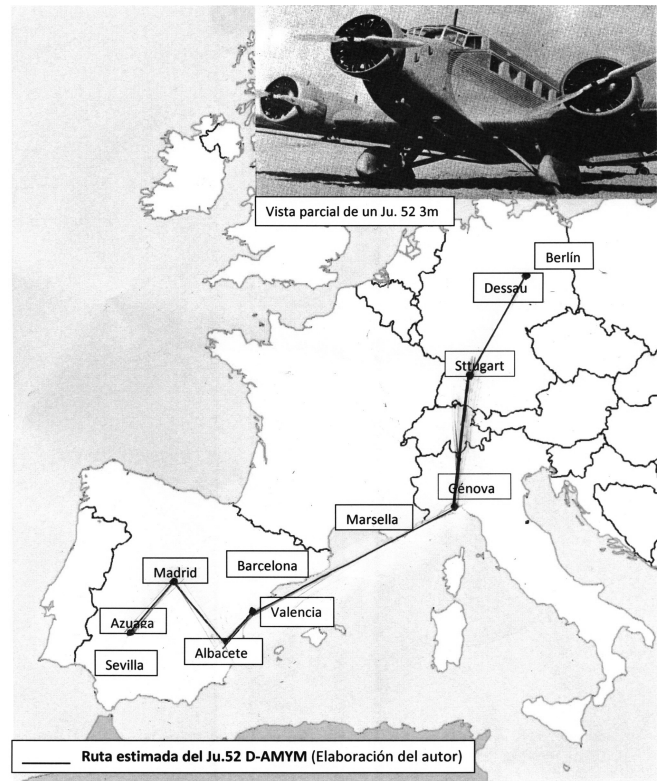 Vista parcial de un Ju. 52 3m
Berlín
Dessau
Sttugart
Génova
Marsella
Barcelona
Madrid
Valencia
Azuaga
Albacete
Sevilla
Ruta estimada del Ju.52 D-AMYM (Elaboración del autor)